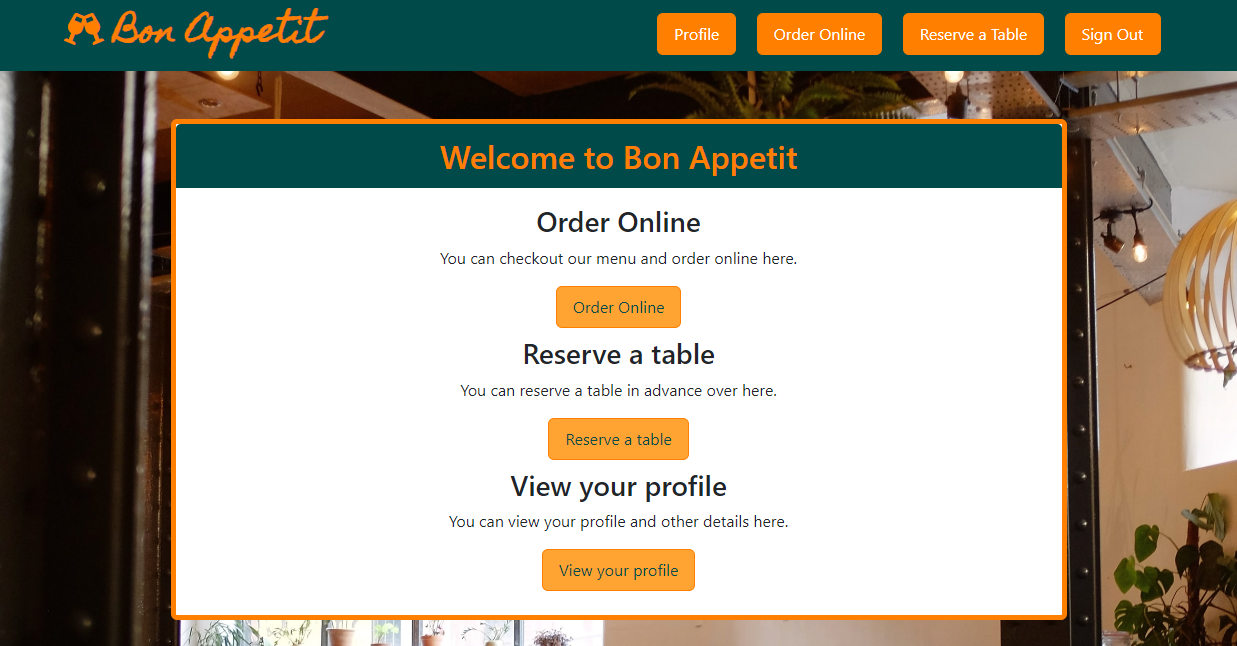 Bon Appetit
Profile
Order Online
Reserve a Table
Sign Out
Welcome to Bon Appetit
Order Online
You can checkout our menu and order online here.
Order Online
Reserve a table
You can reserve a table in advance over here.
Reserve a table
View your profile
You can view your profile and other details here.
View your profile